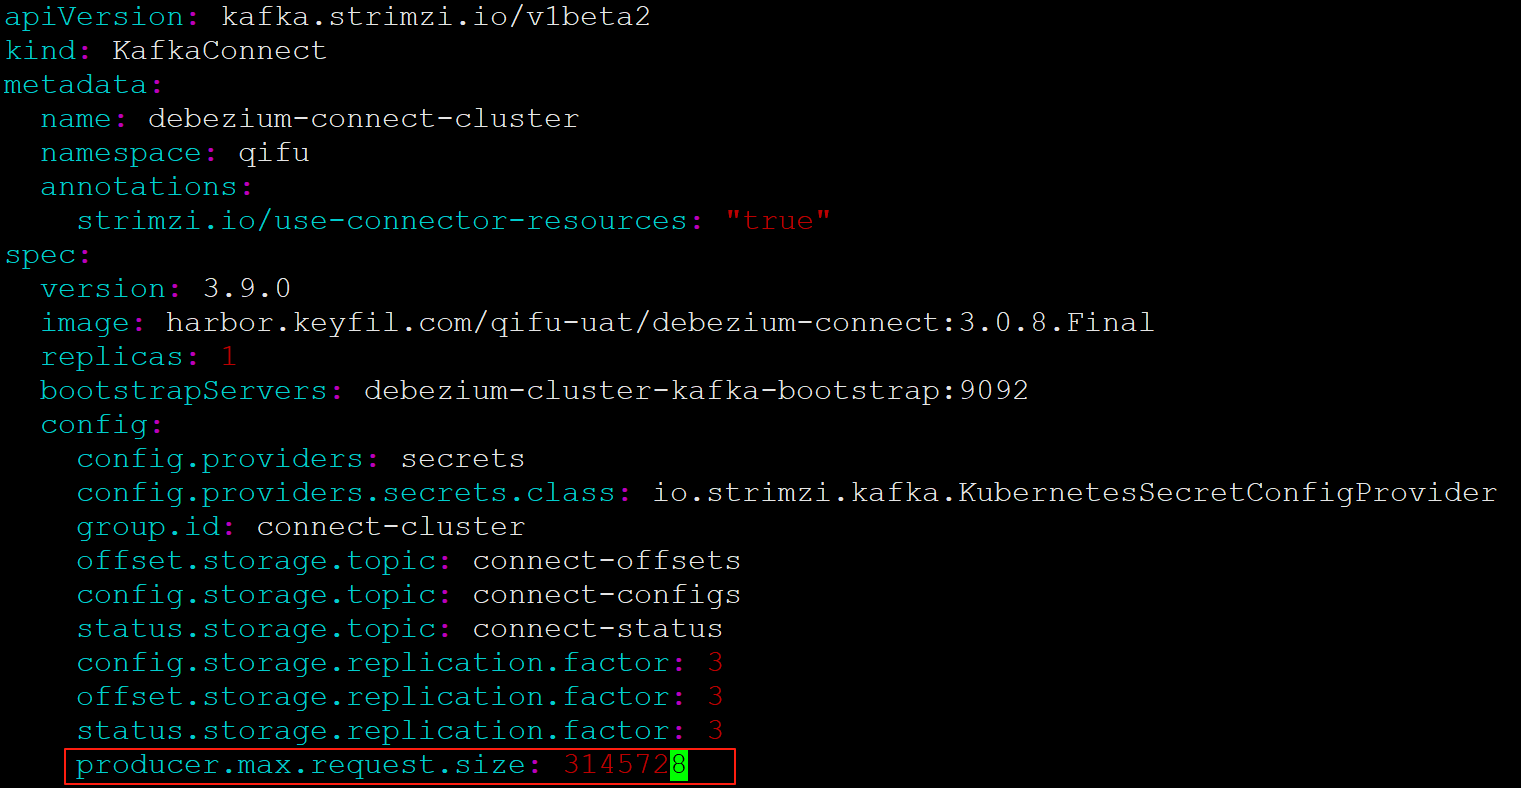 apiVersion: kafka.strimzi.io/v1beta2
kind: KafkaConnect
metadata:
  name: debezium-connect-cluster
  namespace: qifu
  annotations:
    strimzi.io/use-connector-resources: "true"
spec:
  version: 3.9.0
  image: harbor.keyfil.com/qifu-uat/debezium-connect:3.0.8.Final
  replicas: 1
  bootstrapServers: debezium-cluster-kafka-bootstrap:9092
  config:
    config.providers: secrets
    config.providers.secrets.class: io.strimzi.kafka.KubernetesSecretConfigProvider
    group.id: connect-cluster
    offset.storage.topic: connect-offsets
    config.storage.topic: connect-configs
    status.storage.topic: connect-status
    config.storage.replication.factor: 3
    offset.storage.replication.factor: 3
    status.storage.replication.factor: 3
    producer.max.request.size: 3145728